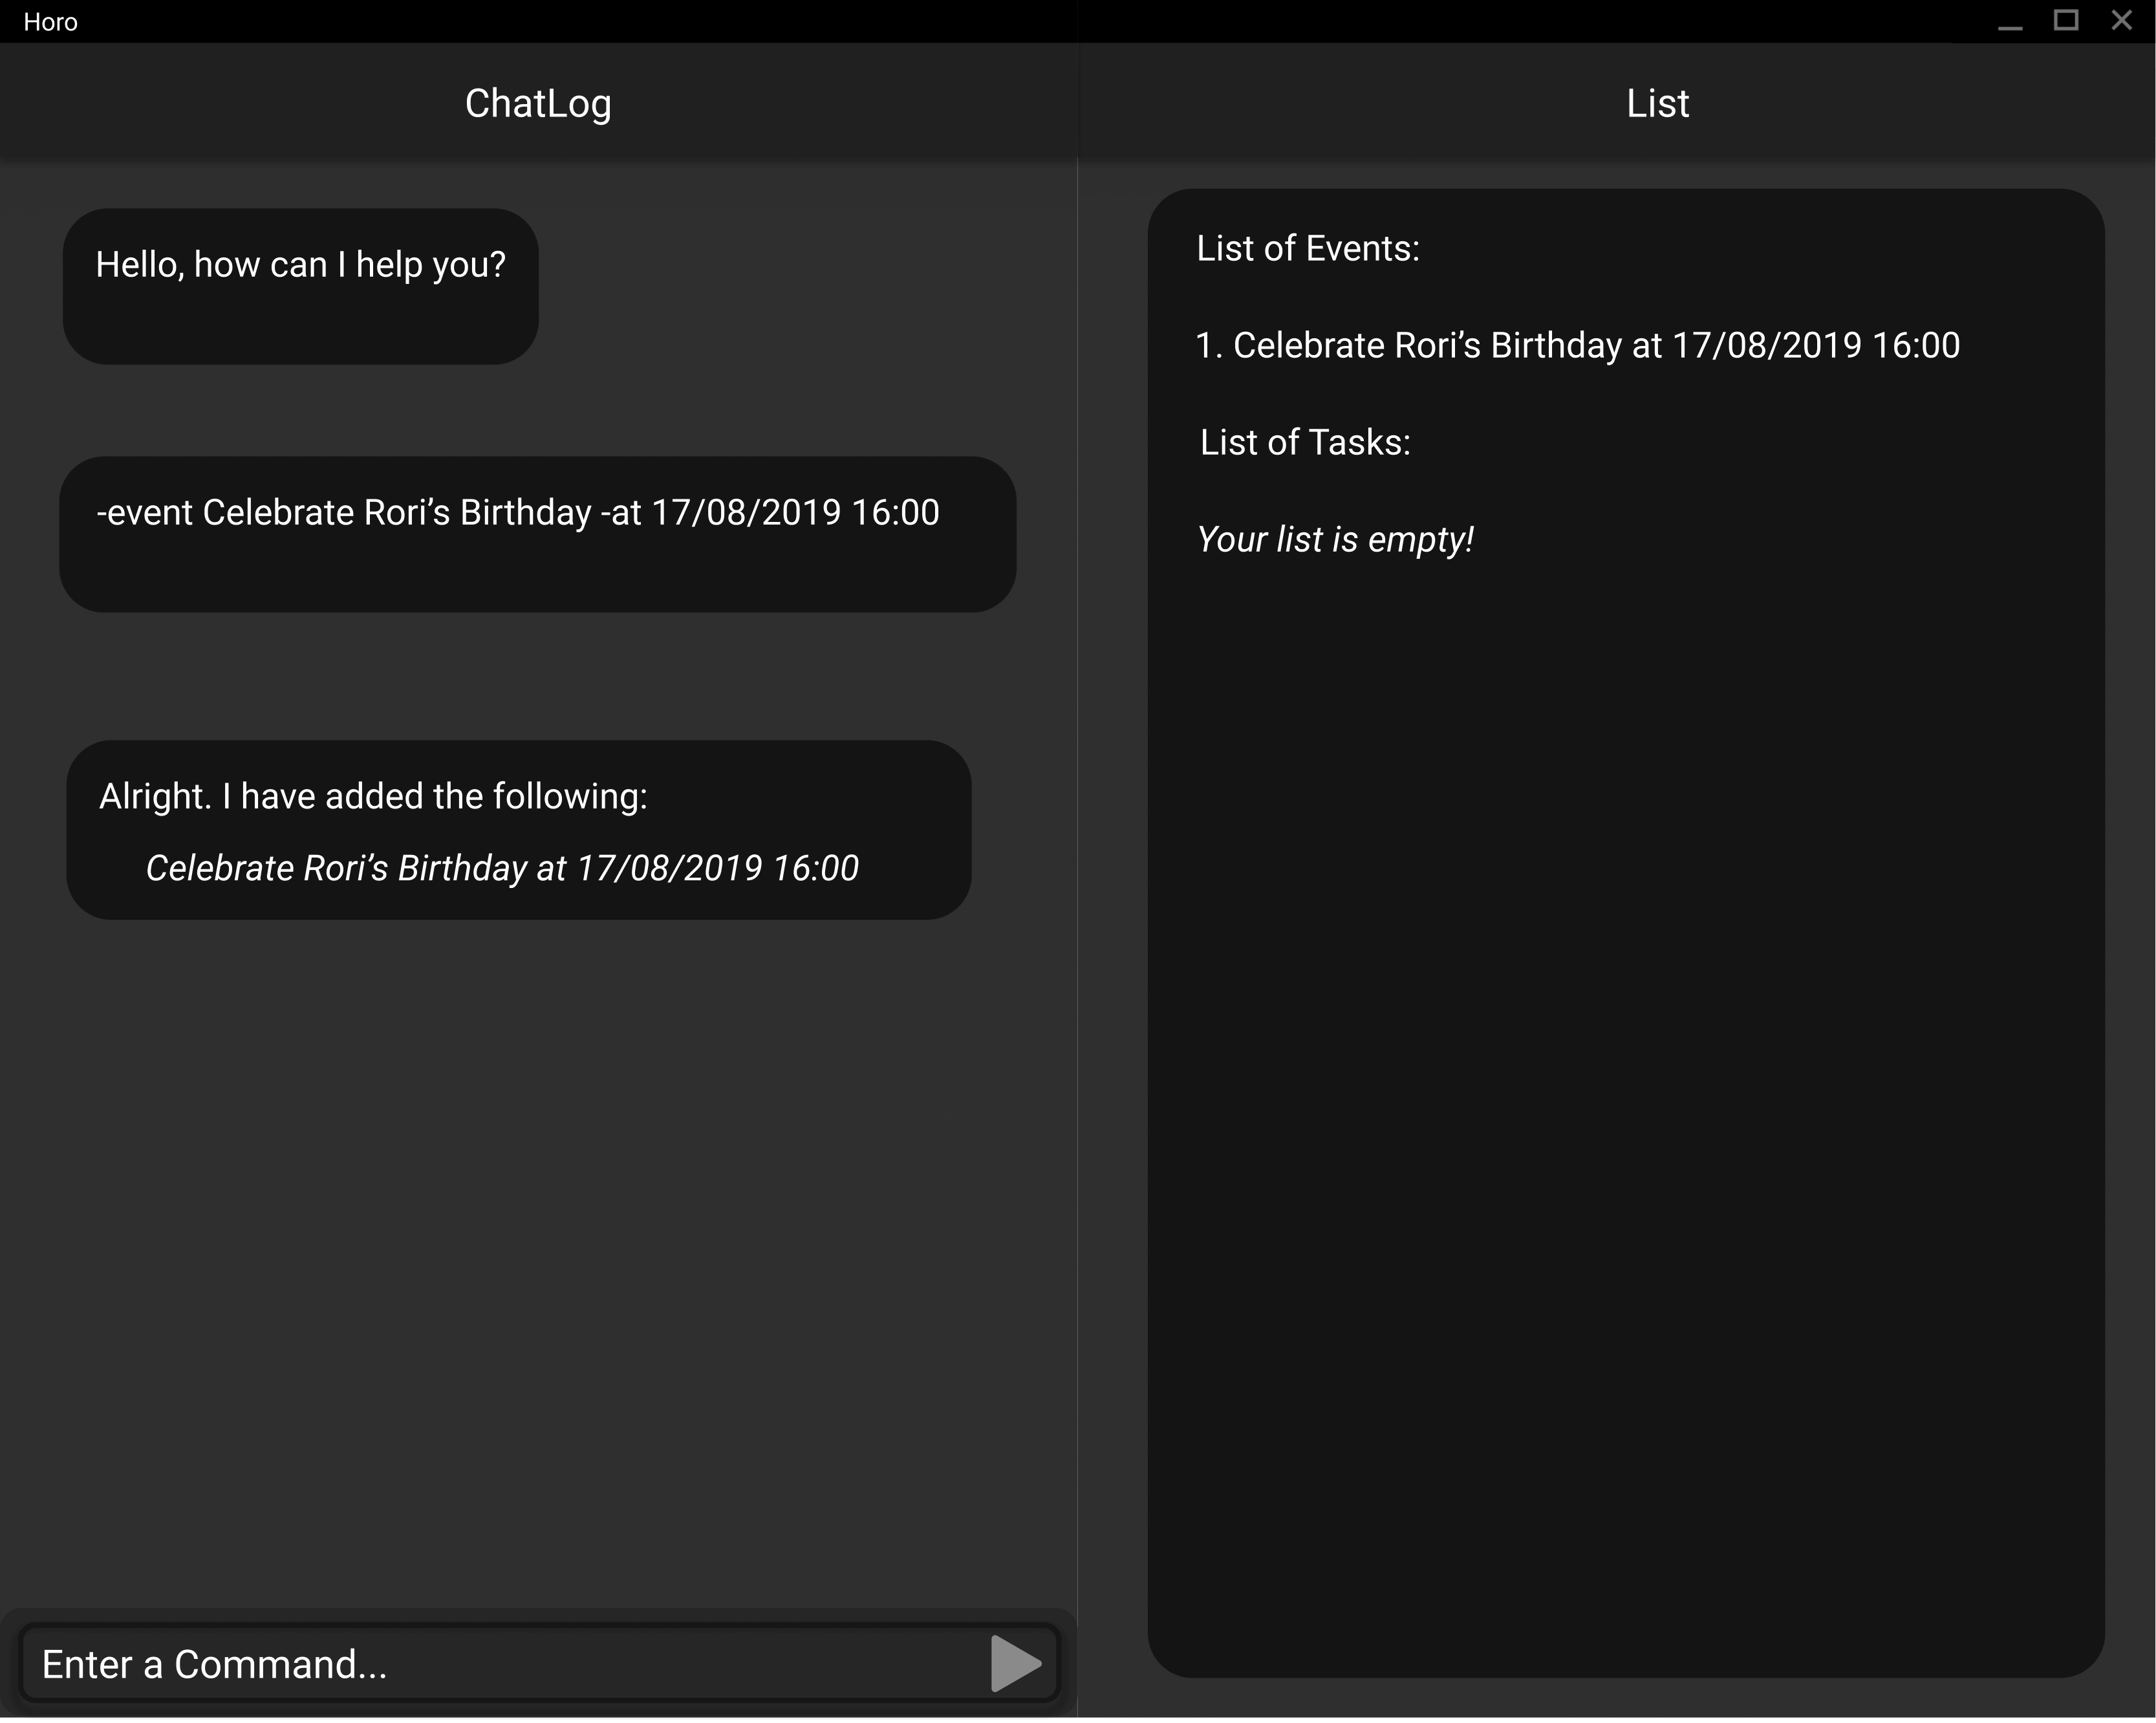 Horo
ChatLog
Hello, how can I help you?
-event Celebrate Rori’s Birthday -at 17/08/2019 16:00
Alright. I have added the following:
Celebrate Rori’s Birthday at 17/08/2019 16:00
Enter a Command...
List
List of Events:
1. Celebrate Rori’s Birthday at 17/08/2019 16:00
List of Tasks:
Your list is empty!